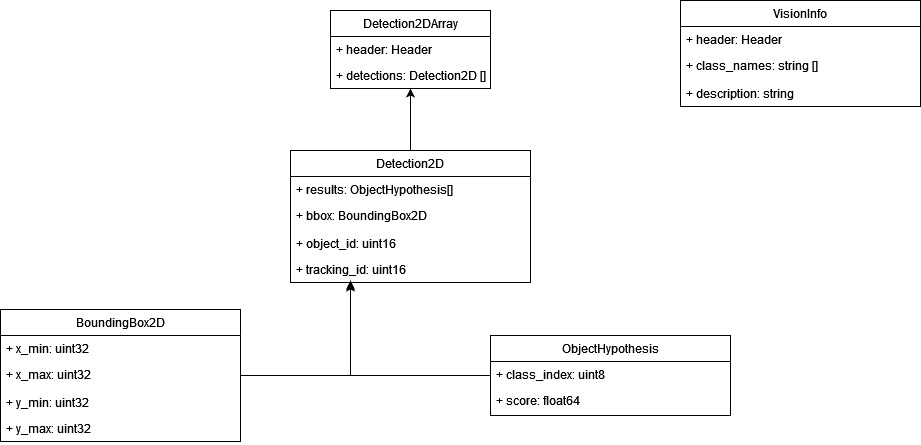 Detection2DArray
+ header: Header
+ detections: Detection2D []
VisionInfo
+ header: Header
+ class_names: string []
+ description: string
Detection2D
+ results: ObjectHypothesis[]
+ bbox: BoundingBox2D
+ object_id: uint16
+ tracking_id: uint16
BoundingBox2D
+ x_min: uint32
+ x_max: uint32
+ y_min: uint32
+ y_max: uint32
ObjectHypothesis
+ class_index: uint8
+ score: float64